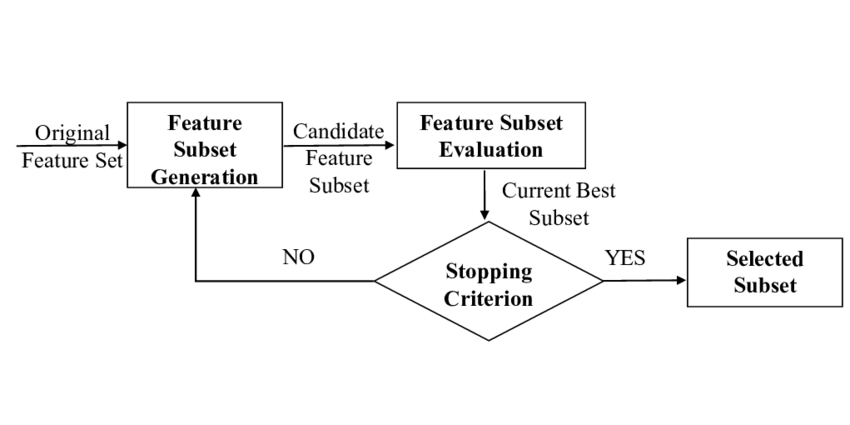 Original
Feature Set
Feature
Subset
Generation
Candidate
Feature
Subset
Feature Subset
Evaluation
Current Best
Subset
NO
Stopping
Criterion
YES
Selected
Subset